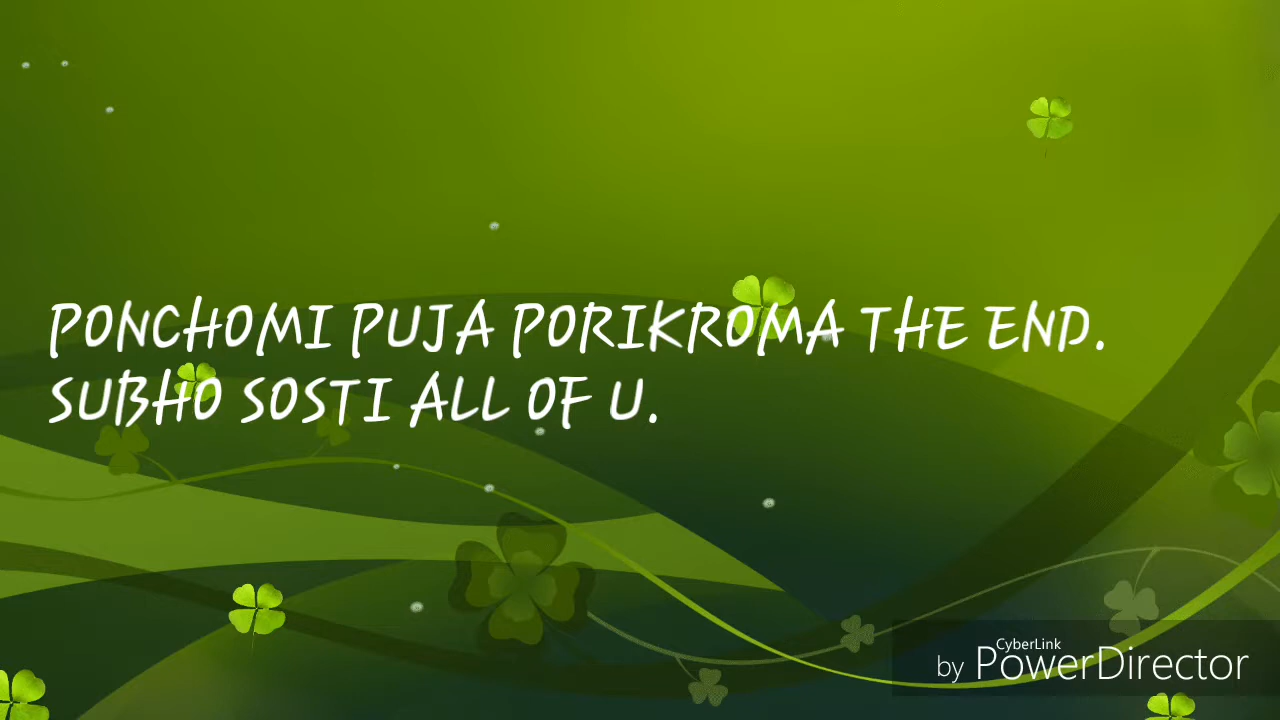 PONCHOMI PUJA PORIKROMA THE END.
SUBHO SOSTI ALL OF U.
CyberLink
by PowerDirector